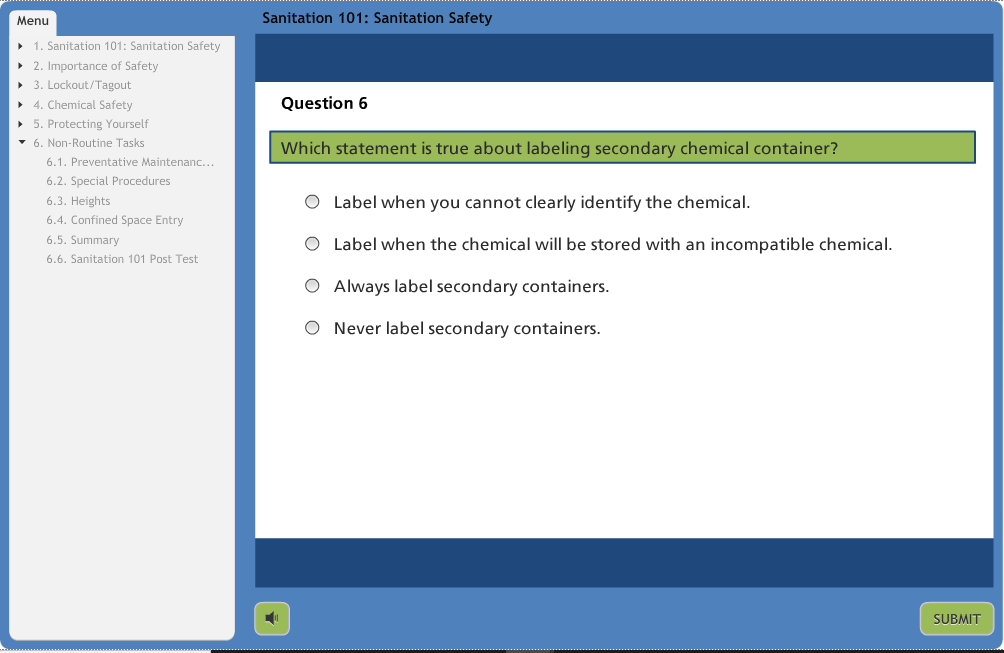 Menu
1. Sanitation 101: Sanitation Safety
2. Importance of Safety
3. Lockout/Tagout
4. Chemical Safety
5. Protecting Yourself
6. Non-Routine Tasks
6.1. Preventative Maintenanc...
6.2. Special Procedures
6.3. Heights
6.4. Confined Space Entry
6.5. Summary
6.6. Sanitation 101 Post Test
Sanitation 101: Sanitation Safety
Question 6
Which statement is true about labeling secondary chemical container?
Label when you cannot clearly identify the chemical.
Label when the chemical will be stored with an incompatible chemical.
Always label secondary containers.
Never label secondary containers.
SUBMIT